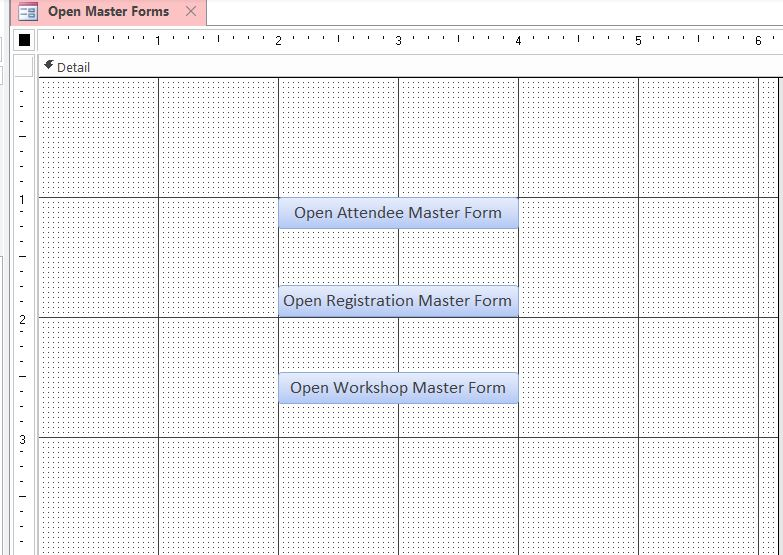 Open Master Forms
1 2 3 4 5 6
Detail
1
Open Attendee Master Form
Open Registration Master Form
2
Open Workshop Master Form
3